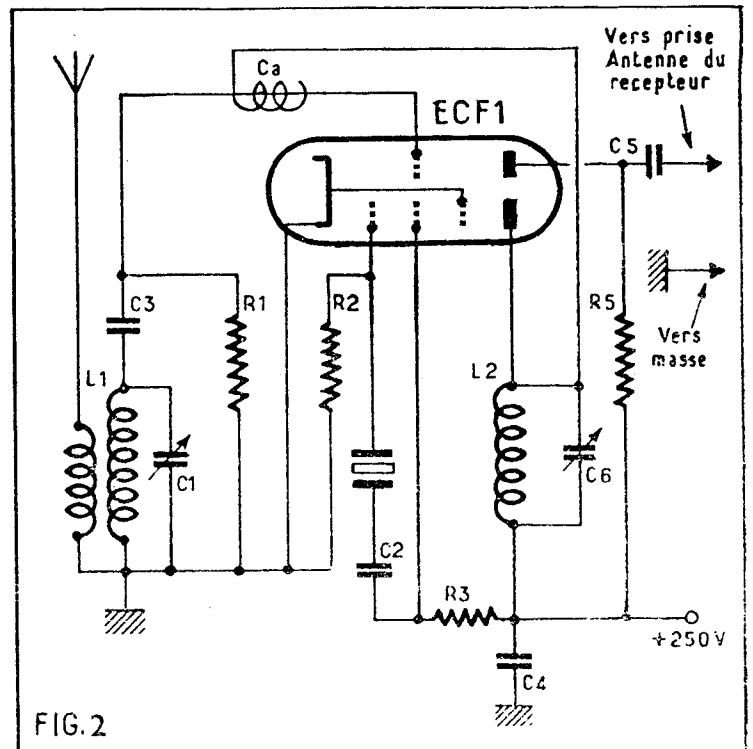 Vers prise
Antenne du
recepteur
Ca
ECF1
C5
C3
R1
R2
R5
Vers
masse
L1
L2
C1
C6
C2
R3
+250V
C4
FIG.2